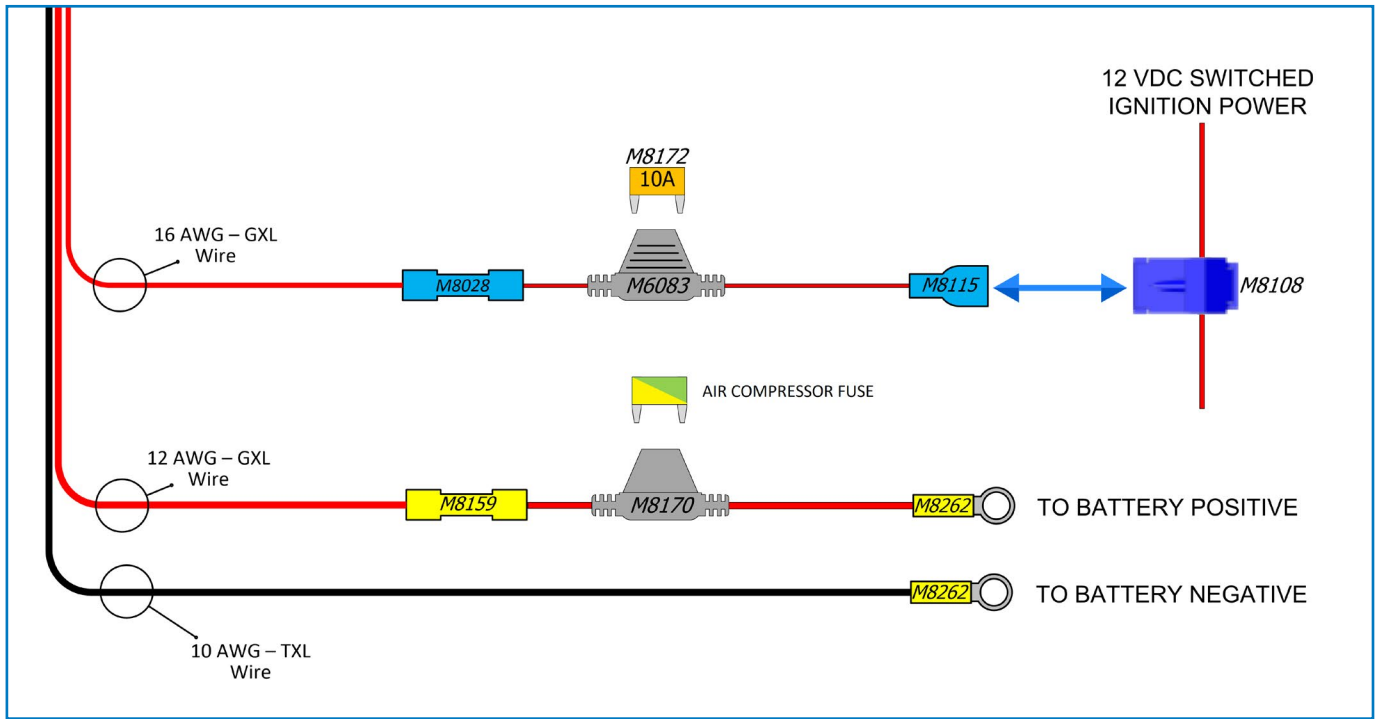 12 VDC SWITCHED
IGNITION POWER
M8172
10A
16 AWG – GXL
Wire
M8028
M6083
M8115
M8108
AIR COMPRESSOR FUSE
12 AWG – GXL
Wire
M8159
M8170
M8262
TO BATTERY POSITIVE
M8262
TO BATTERY NEGATIVE
10 AWG – TXL
Wire